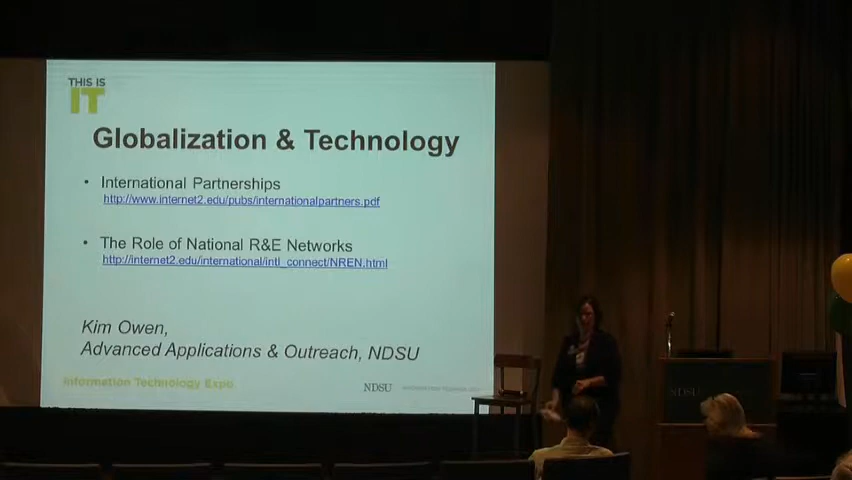 THIS IS
IT
Globalization & Technology
• International Partnerships
http://www.internet2.edu/pubs/internationalpartners.pdf
• The Role of National R&E Networks
http://internet2.edu/international/intl_connect/NREN.html
Kim Owen,
Advanced Applications & Outreach, NDSU
Information Technology Expo
NDSU
NDSU